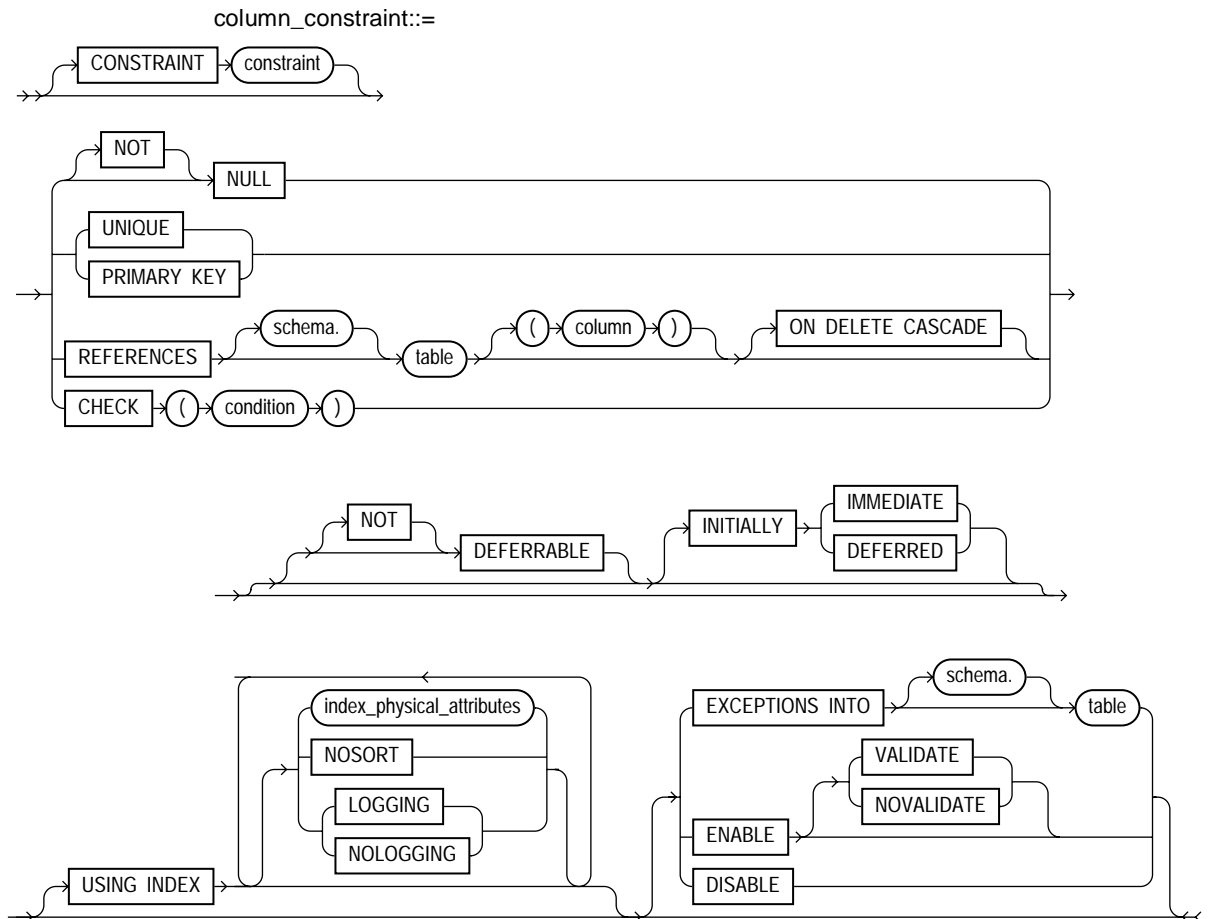 column_constraint::=
CONSTRAINT constraint
NOT
NULL
UNIQUE
PRIMARY KEY
schema. ( column ) ON DELETE CASCADE
REFERENCES table
CHECK ( condition )
NOT INITIALLY IMMEDIATE
DEFERRABLE DEFERRED
schema.
index_physical_attributes EXCEPTIONS INTO table
NOSORT VALIDATE
LOGGING NOVALIDATE
NOLOGGING ENABLE
USING INDEX DISABLE